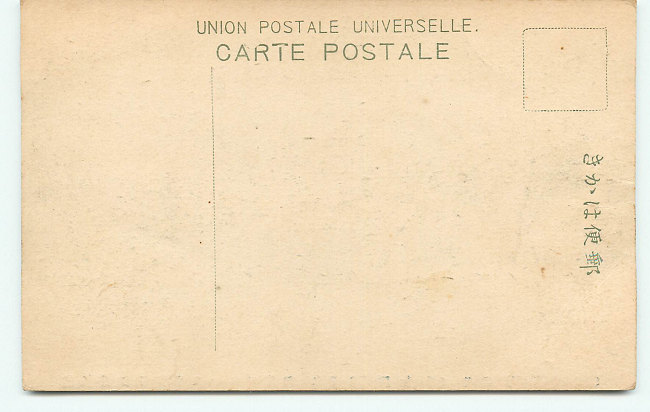 UNION POSTALE UNIVERSELLE.
CARTE POSTALE
郵便はかき